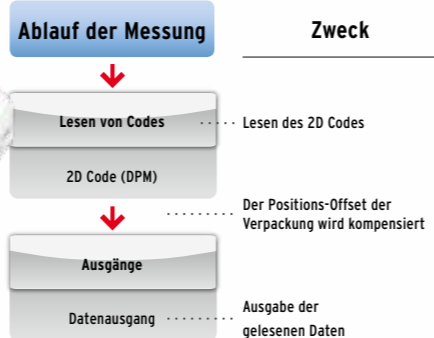 Ablauf der Messung
Zweck
Lesen von Codes
Lesen des 2D Codes
2D Code (DPM)
Der Positions-Offset der
Verpackung wird kompensiert
Ausgänge
Datenausgang
Ausgabe der
gelesenen Daten